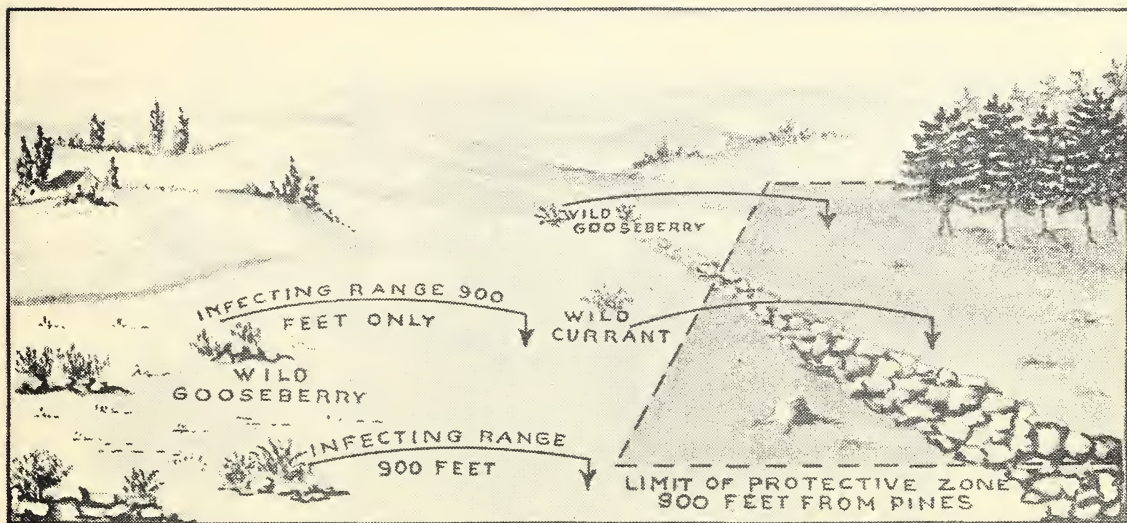 WILD
GOOSEBERRY
INFECTING RANGE 900
FEET ONLY
WILD
CURRANT
WILD
GOOSEBERRY
INFECTING RANGE
900 FEET
LIMIT OF PROTECTIVE ZONE
900 FEET FROM PINES